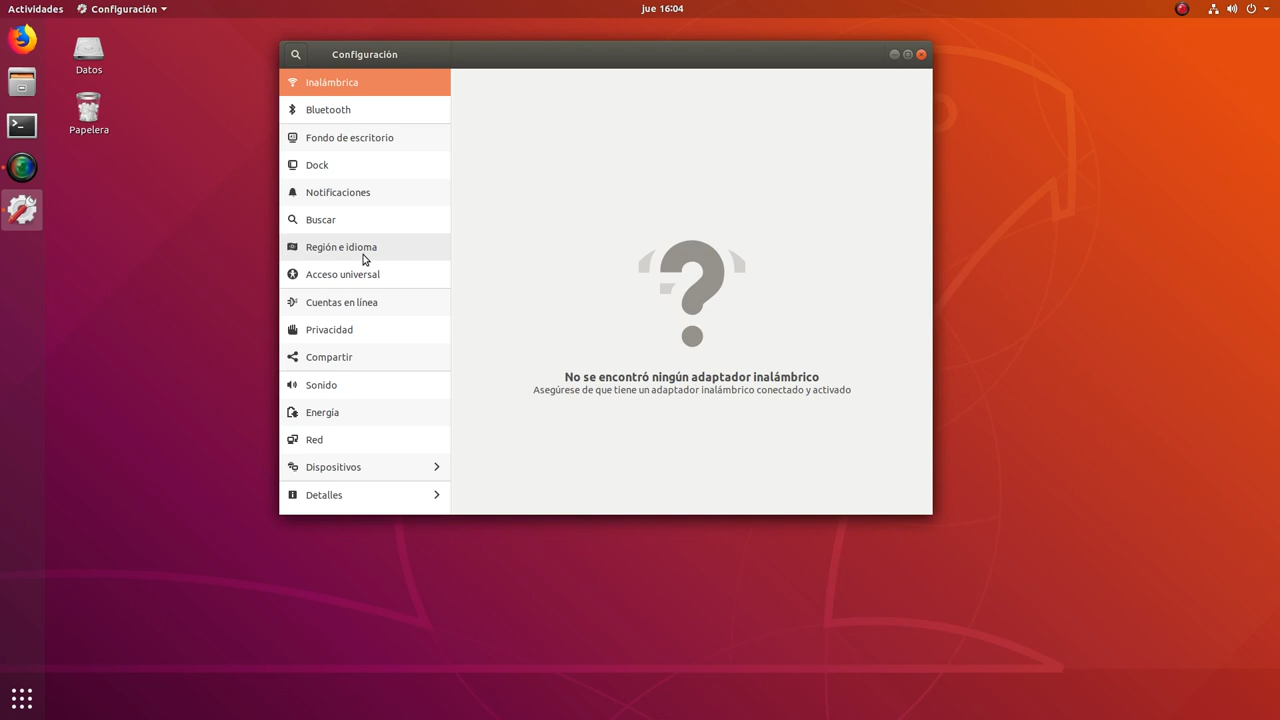 Actividades
Configuración
jue 16:04
Datos
Papelera
Configuración
Inalámbrica
Bluetooth
Fondo de escritorio
Dock
Notificaciones
Buscar
Región e idioma
Acceso universal
Cuentas en línea
Privacidad
Compartir
Sonido
Energía
Red
Dispositivos
Detalles
No se encontró ningún adaptador inalámbrico
Asegúrese de que tiene un adaptador inalámbrico conectado y activado